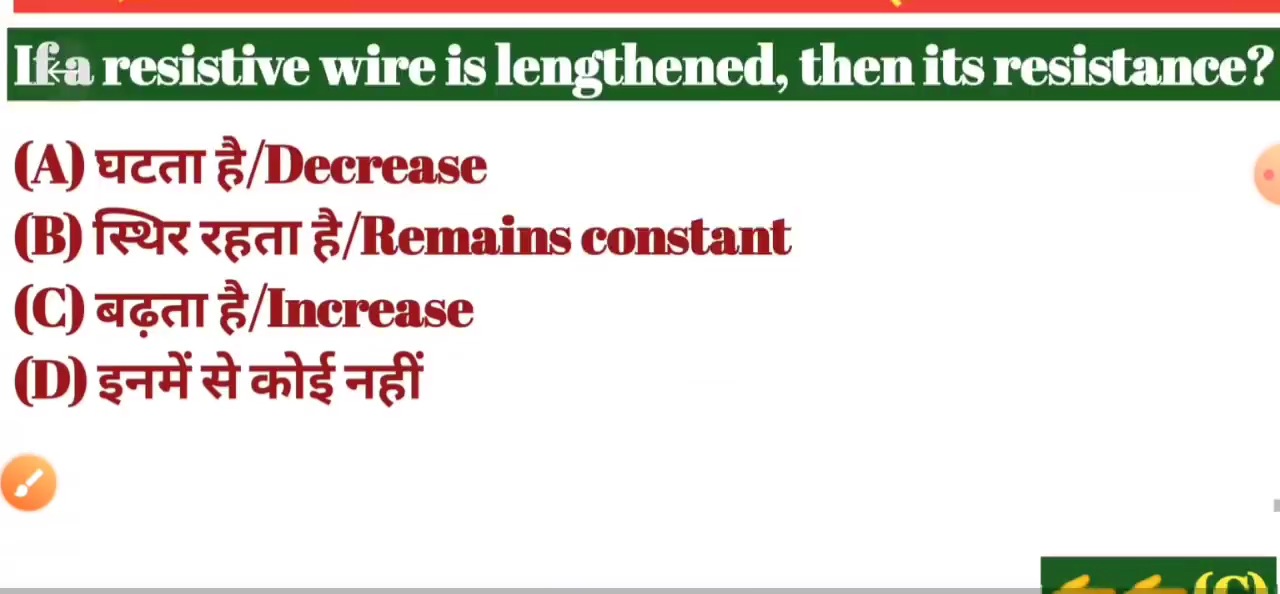 If a resistive wire is lengthened, then its resistance?
(A) घटता है/Decrease
(B) स्थिर रहता है/Remains constant
(C) बढ़ता है/Increase
(D) इनमें से कोई नहीं
(C)